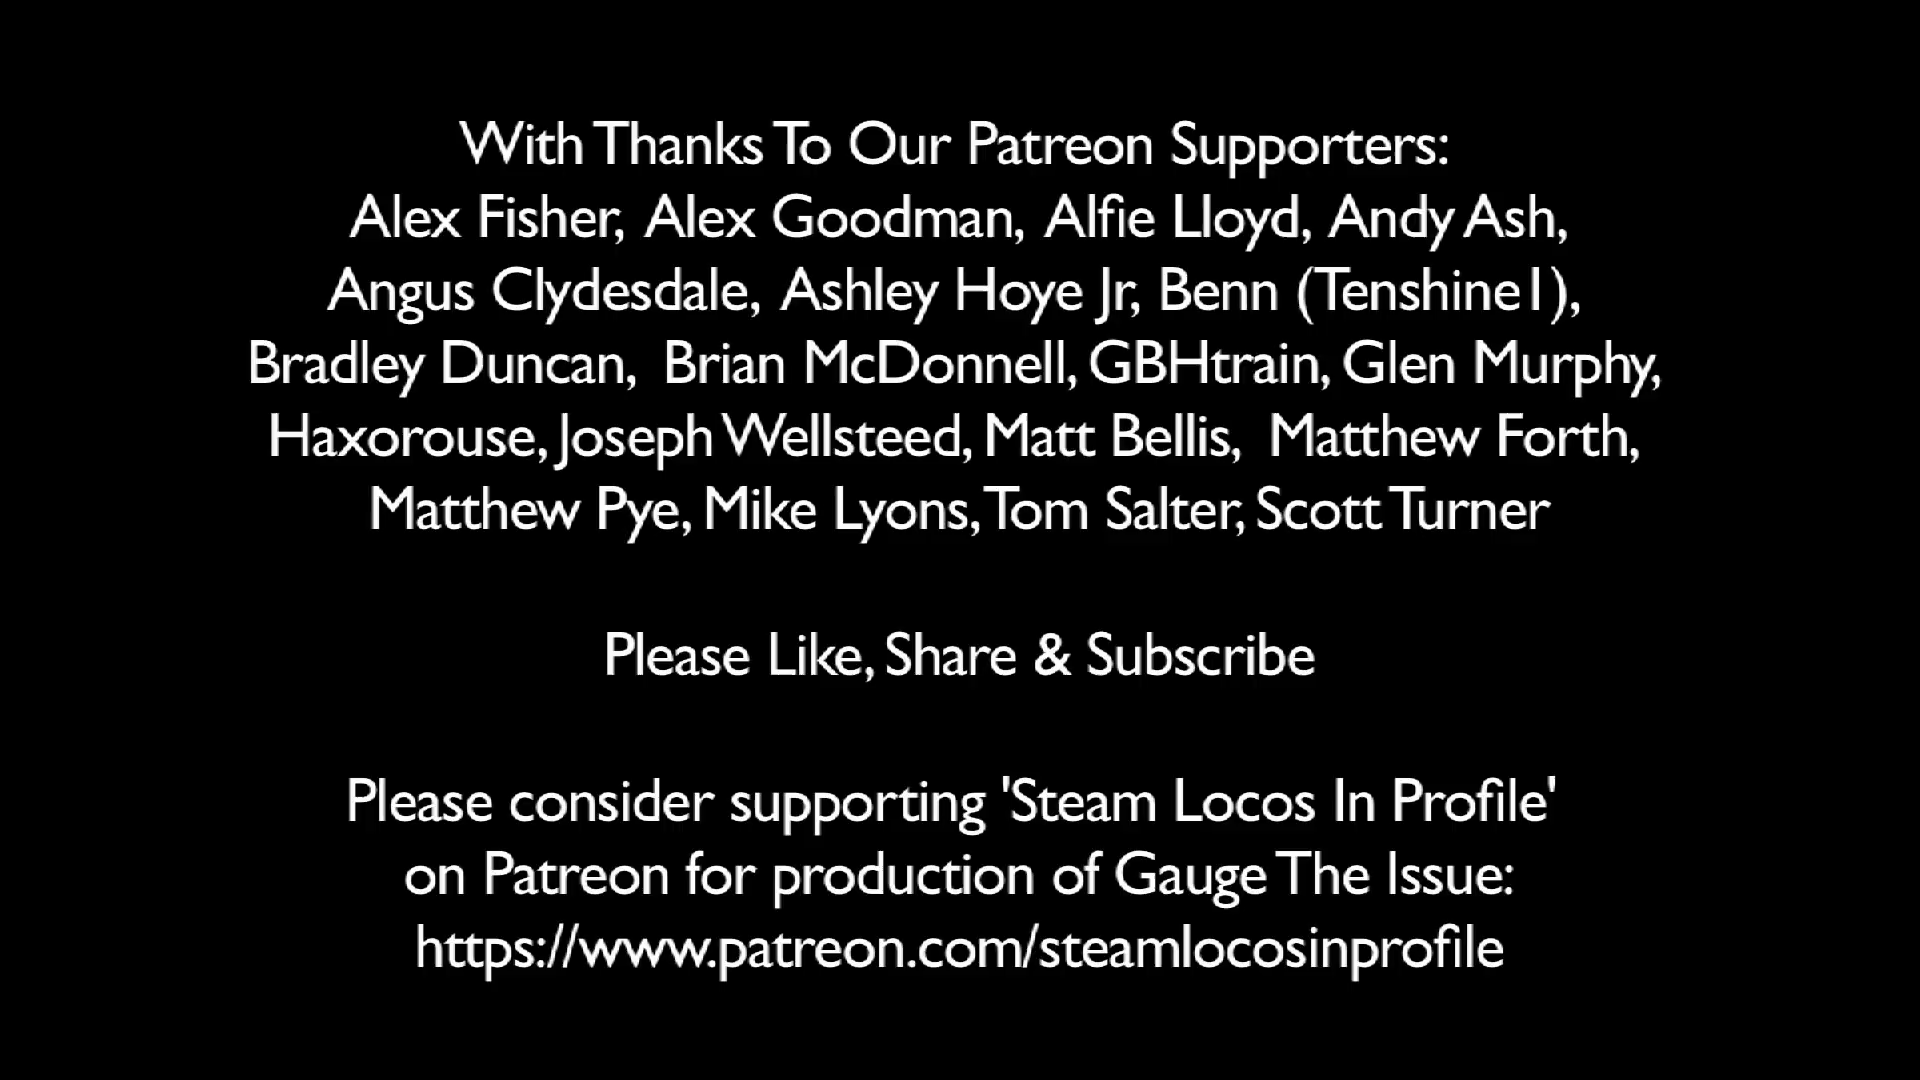 With Thanks To Our Patreon Supporters:
Alex Fisher, Alex Goodman, Alfie Lloyd, Andy Ash,
Angus Clydesdale, Ashley Hoye Jr, Benn (Tenshine1),
Bradley Duncan, Brian McDonnell, GBHtrain, Glen Murphy,
Haxorouse, Joseph Wellsteed, Matt Bellis, Matthew Forth,
Matthew Pye, Mike Lyons, Tom Salter, Scott Turner
Please Like, Share & Subscribe
Please consider supporting 'Steam Locos In Profile'
on Patreon for production of Gauge The Issue:
https://www.patreon.com/steamlocosinprofile